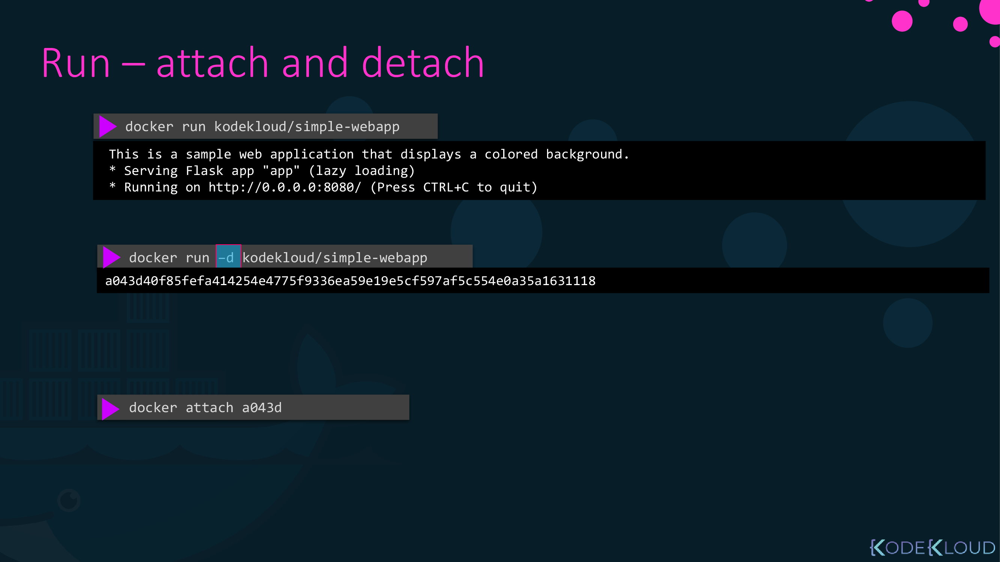 Run – attach and detach
docker run kodekloud/simple-webapp
This is a sample web application that displays a colored background.
* Serving Flask app "app" (lazy loading)
* Running on http://0.0.0.0:8080/ (Press CTRL+C to quit)
docker run –d kodekloud/simple-webapp
a043d40f85fefa414254e4775f9336ea59e19e5cf597af5c554e0a35a1631118
docker attach a043d
{KODE{KLOUD